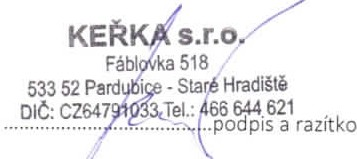 KEŘKA s.r.o.
Fáblovka 518
533 52 Pardubice - Staré Hradiště
DIČ: CZ64791033,Tel.: 466 644 621
podpis a razítko